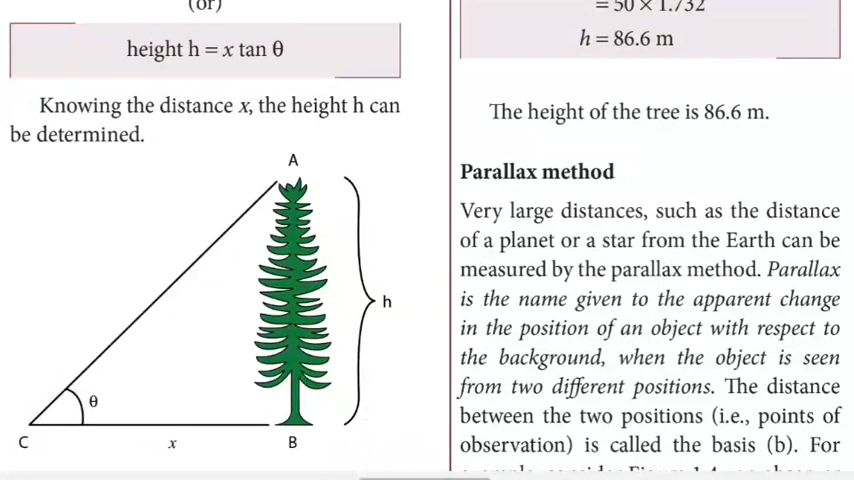 (or)
height h = x tan θ
Knowing the distance x, the height h can
be determined.
A
h
θ
C
x
B
= 50 × 1.732
h = 86.6 m
The height of the tree is 86.6 m.
Parallax method
Very large distances, such as the distance
of a planet or a star from the Earth can be
measured by the parallax method. Parallax
is the name given to the apparent change
in the position of an object with respect to
the background, when the object is seen
from two different positions. The distance
between the two positions (i.e., points of
observation) is called the basis (b). For